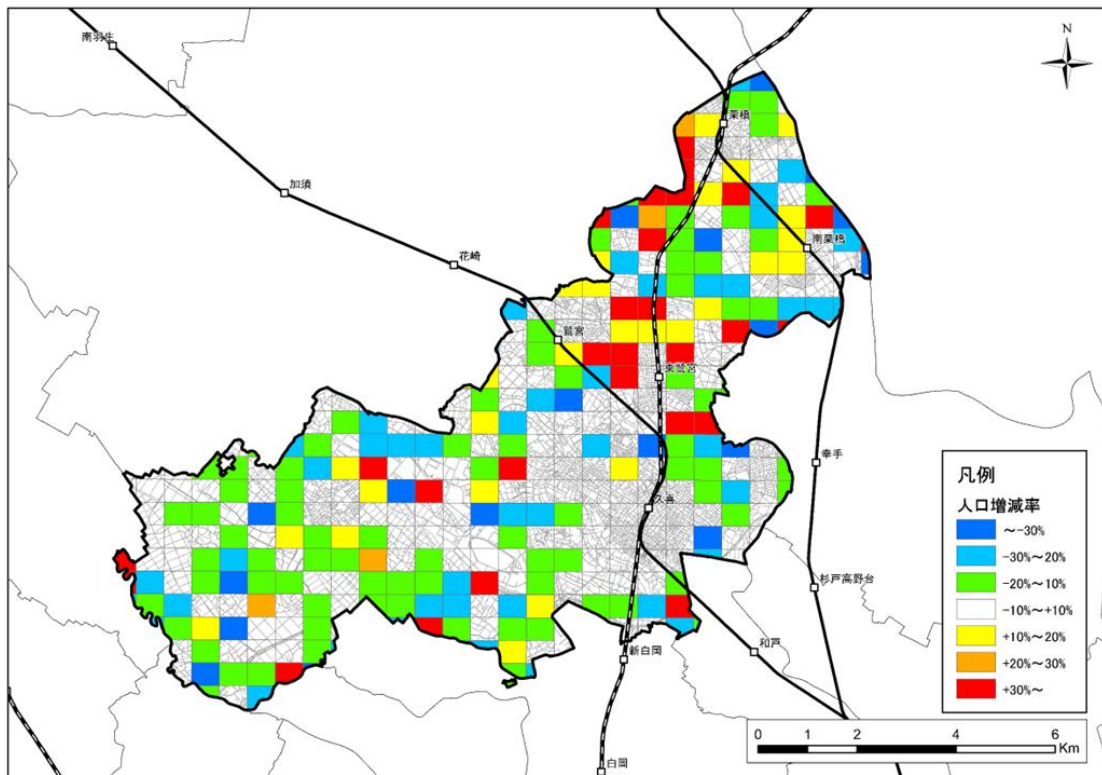 N
南羽生
栗橋
加須
南栗橋
花崎
鷲宮
東鷲宮
幸手
久喜
杉戸高野台
和戸
新白岡
白岡
凡例
人口増減率
～-30%
-30%～20%
-20%～10%
-10%～+10%
+10%～20%
+20%～30%
+30%～
0 1 2 4 6
Km